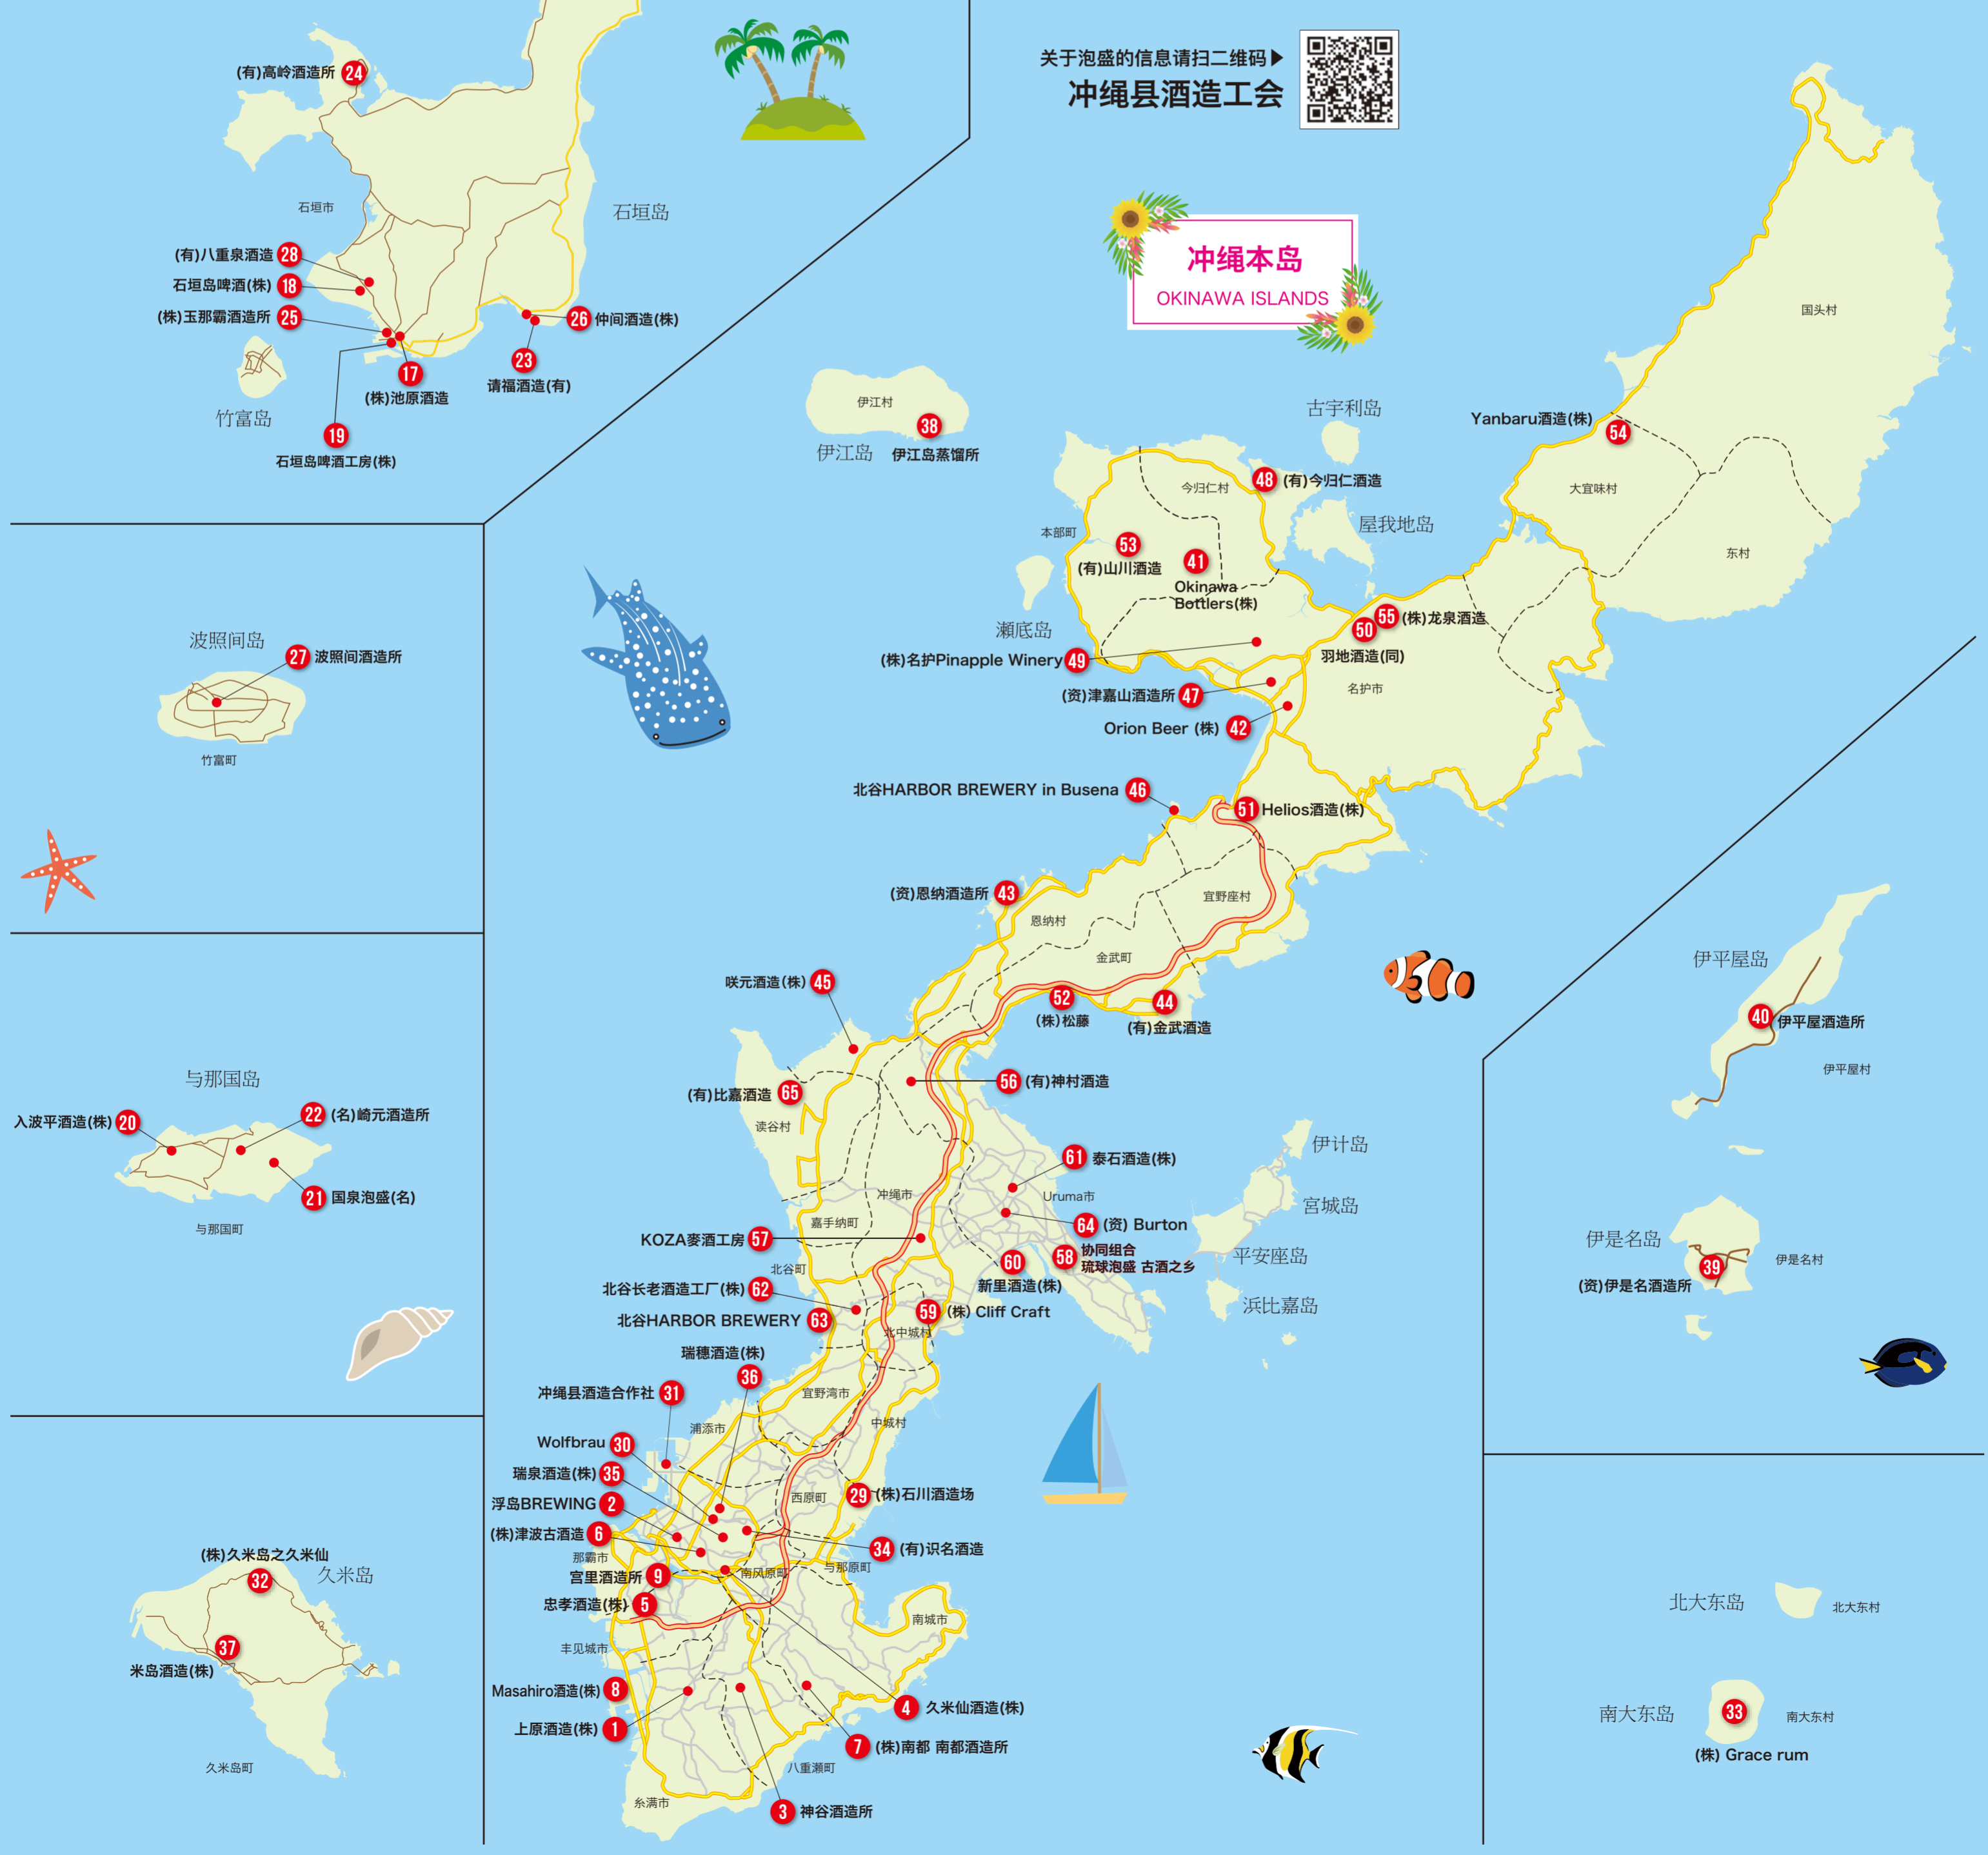 关于泡盛的信息请扫二维码▶
冲绳县酒造工会
冲绳本岛
OKINAWA ISLANDS
(有)高岭酒造所 24
石垣市
石垣岛
(有)八重泉酒造 28
石垣岛啤酒(株) 18
(株)玉那霸酒造所 25
26 仲间酒造(株)
23
请福酒造(有)
17
(株)池原酒造
竹富岛
19
石垣岛啤酒工房(株)
波照间岛
27 波照间酒造所
竹富町
与那国岛
入波平酒造(株) 20
22 (名)崎元酒造所
21 国泉泡盛(名)
与那国町
(株)久米岛之久米仙
32
久米岛
37
米岛酒造(株)
久米岛町
伊江村
38
伊江岛
伊江岛蒸馏所
古宇利岛
国头村
Yanbaru酒造(株)
54
大宜味村
东村
今归仁村
48 (有)今归仁酒造
屋我地岛
本部町
53
(有)山川酒造
41
Okinawa
Bottlers(株)
瀬底岛
55 (株)龙泉酒造
50
羽地酒造(同)
(株)名护Pinapple Winery 49
名护市
(资)津嘉山酒造所 47
Orion Beer (株) 42
北谷HARBOR BREWERY in Busena 46
51 Helios酒造(株)
(资)恩纳酒造所 43
恩纳村
宜野座村
金武町
咲元酒造(株) 45
52
(株)松藤
44
(有)金武酒造
56 (有)神村酒造
(有)比嘉酒造 65
读谷村
61 泰石酒造(株)
伊计岛
冲绳市
Uruma市
宮城岛
嘉手纳町
64 (资) Burton
KOZA麥酒工房 57
58 协同组合
琉球泡盛 古酒之乡
平安座岛
60
新里酒造(株)
北谷町
北谷长老酒造工厂(株) 62
浜比嘉岛
北谷HARBOR BREWERY 63
59 (株) Cliff Craft
北中城村
瑞穗酒造(株)
36
冲绳县酒造合作社 31
宜野湾市
中城村
浦添市
Wolfbrau 30
瑞泉酒造(株) 35
西原町
29 (株)石川酒造场
浮岛BREWING 2
(株)津波古酒造 6
34 (有)识名酒造
那霸市
与那原町
宫里酒造所 9
南风原町
忠孝酒造(株) 5
南城市
丰见城市
Masahiro酒造(株) 8
4 久米仙酒造(株)
上原酒造(株) 1
7 (株)南都 南都酒造所
八重瀬町
糸满市
3 神谷酒造所
伊平屋岛
40 伊平屋酒造所
伊平屋村
伊是名岛
伊是名村
39
(资)伊是名酒造所
北大东岛
北大东村
南大东岛
33
南大东村
(株) Grace rum